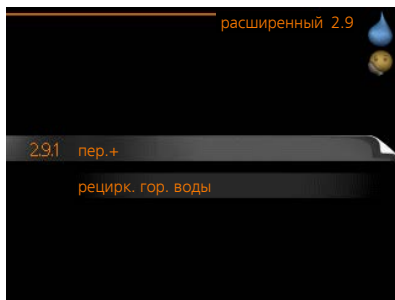 расширенный 2.9
2.9.1 пер.+
рецирк. гор. воды